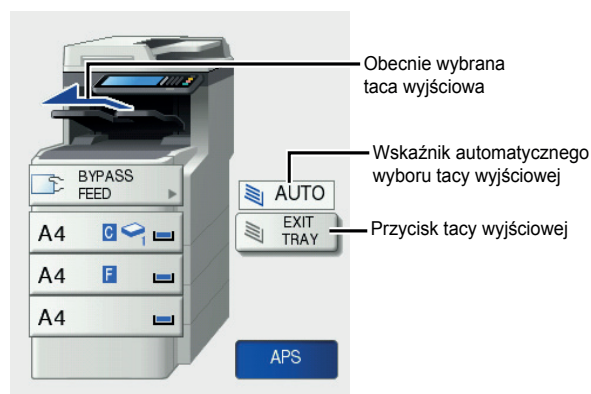 Obecnie wybrana
taca wyjściowa
Wskaźnik automatycznego
wyboru tacy wyjściowej
BYPASS
FEED
AUTO
EXIT
TRAY
Przycisk tacy wyjściowej
A4 C 1
A4 F
A4
APS